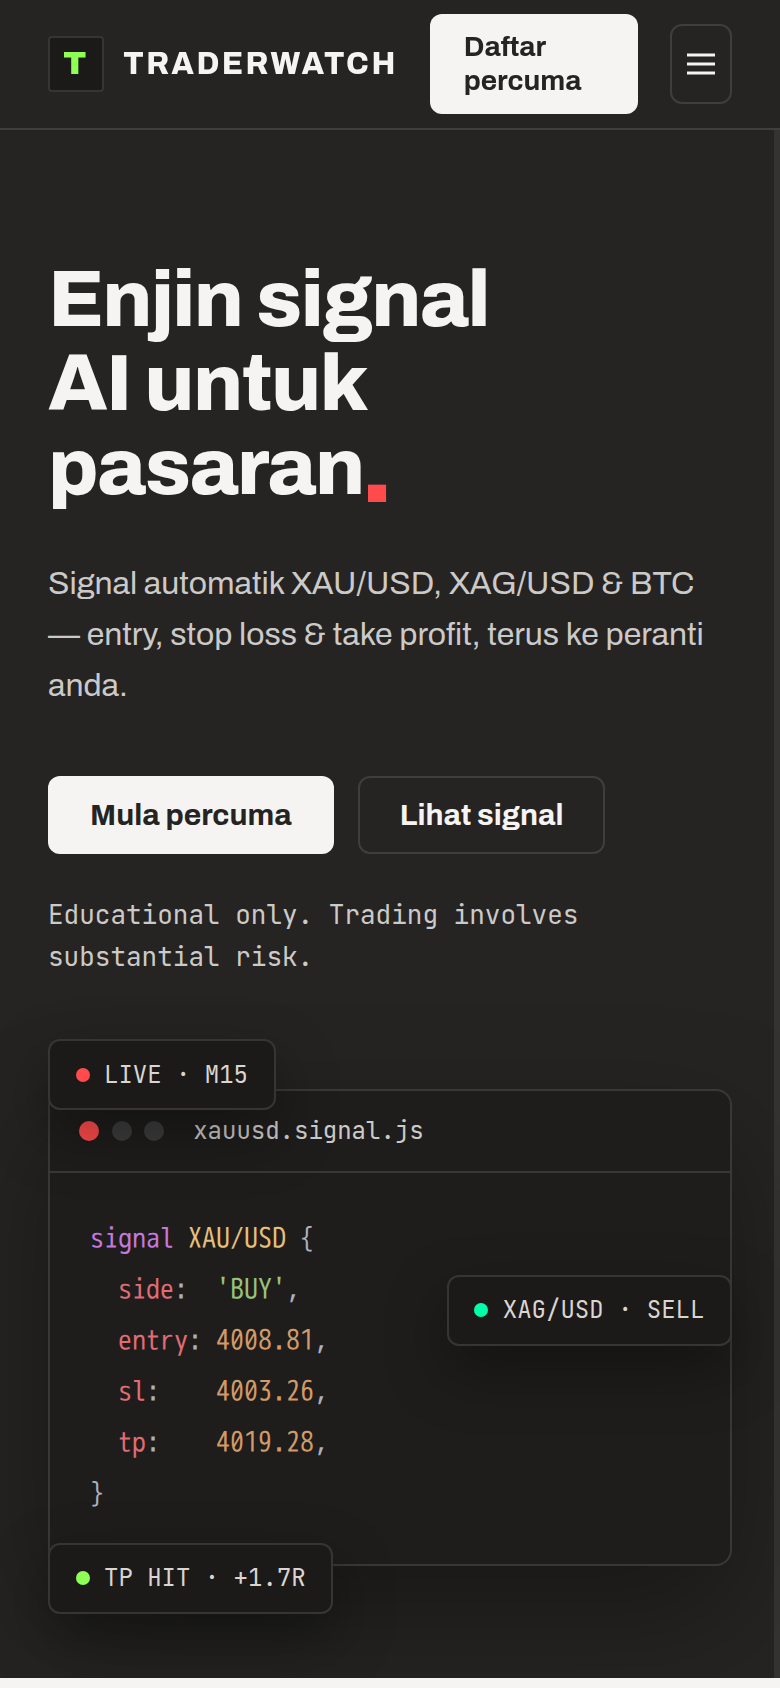 T TRADERWATCH
Daftar
percuma
Enjin signal
AI untuk
pasaran.
Signal automatik XAU/USD, XAG/USD & BTC
— entry, stop loss & take profit, terus ke peranti
anda.
Mula percuma
Lihat signal
Educational only. Trading involves
substantial risk.
LIVE · M15
xauusd.signal.js
signal XAU/USD {
side: 'BUY',
XAG/USD · SELL
entry: 4008.81,
sl: 4003.26,
tp: 4019.28,
}
TP HIT · +1.7R